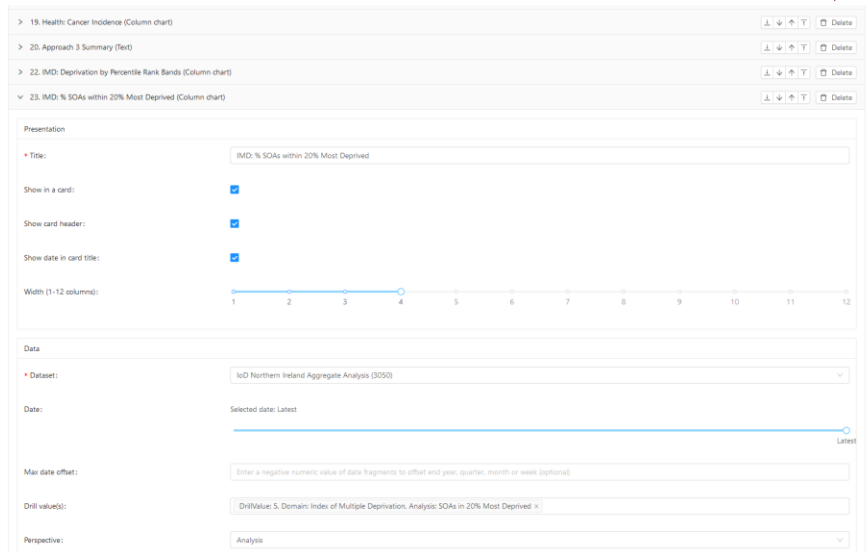 19. Health: Cancer Incidence (Column chart)
Delete
20. Approach 3 Summary (Text)
Delete
22. IMD: Deprivation by Percentile Rank Bands (Column chart)
Delete
23. IMD: % SOAs within 20% Most Deprived (Column chart)
Delete
Presentation
* Title: IMD: % SOAs within 20% Most Deprived
Show in a card:
Show card header:
Show date in card title:
Width (1-12 columns):
1 2 3 4 5 6 7 8 9 10 11 12
Data
* Dataset: IoD Northern Ireland Aggregate Analysis (3050)
Date: Selected date: Latest
Latest
Max date offset: Enter a negative numeric value of date fragments to offset end year, quarter, month or week (optional)
Drill value(s): DrillValue: 5, Domain: Index of Multiple Deprivation, Analysis: SOAs in 20% Most Deprived ×
Perspective: Analysis